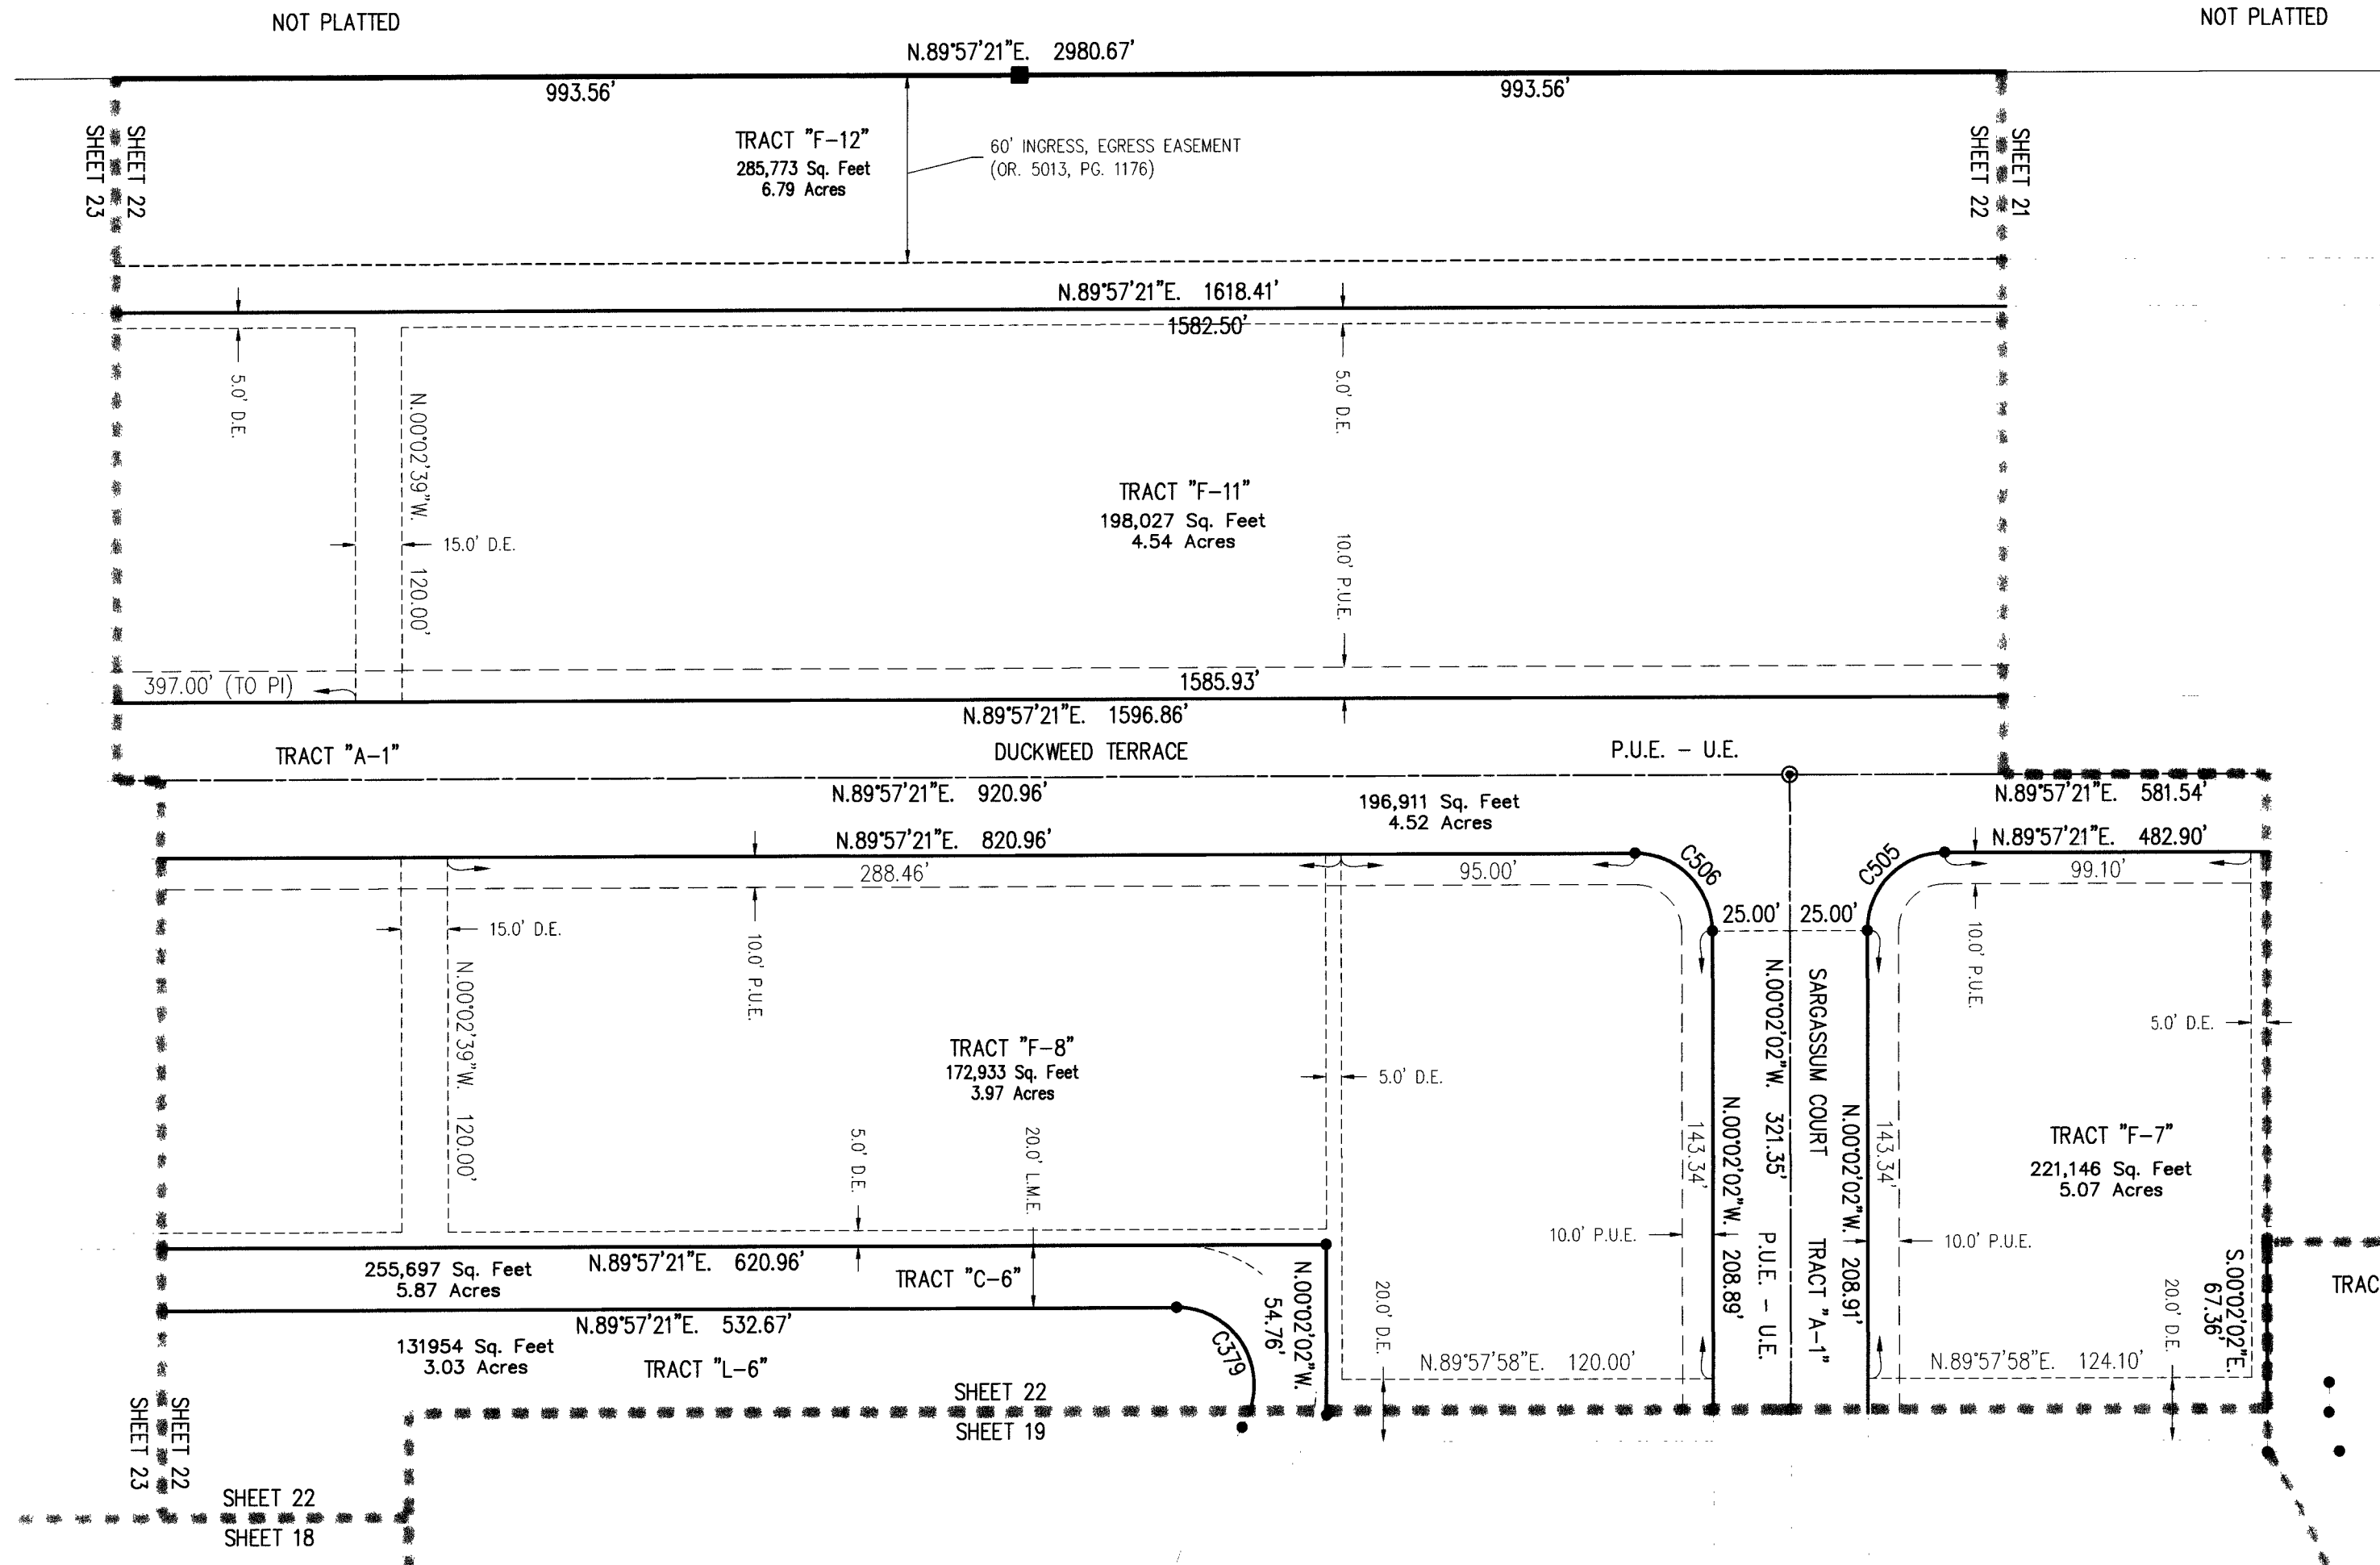 NOT PLATTED
NOT PLATTED
N.89°57'21"E. 2980.67'
993.56'
993.56'
SHEET 22
SHEET 23
TRACT "F-12"
285,773 Sq. Feet
6.79 Acres
60' INGRESS, EGRESS EASEMENT
(OR. 5013, PG. 1176)
SHEET 21
SHEET 22
N.89°57'21"E. 1618.41'
1582.50'
5.0' D.E.
N.00°02'39"W. 120.00'
15.0' D.E.
5.0' D.E.
TRACT "F-11"
198,027 Sq. Feet
4.54 Acres
10.0' P.U.E.
397.00' (TO PI)
1585.93'
N.89°57'21"E. 1596.86'
TRACT "A-1"
DUCKWEED TERRACE
P.U.E. - U.E.
N.89°57'21"E. 920.96'
196,911 Sq. Feet
4.52 Acres
N.89°57'21"E. 581.54'
N.89°57'21"E. 820.96'
N.89°57'21"E. 482.90'
288.46'
95.00'
C506
C505
99.10'
25.00'
25.00'
15.0' D.E.
10.0' P.U.E.
10.0' P.U.E.
N.00°02'39"W. 120.00'
5.0' D.E.
TRACT "F-8"
172,933 Sq. Feet
3.97 Acres
5.0' D.E.
5.0' D.E.
20.0' L.M.E.
143.34'
N.00°02'02"W. 208.89'
N.00°02'02"W. 321.35'
P.U.E. - U.E.
SARGASSUM COURT
TRACT "A-1"
N.00°02'02"W. 208.91'
143.34'
TRACT "F-7"
221,146 Sq. Feet
5.07 Acres
10.0' P.U.E.
10.0' P.U.E.
255,697 Sq. Feet
5.87 Acres
N.89°57'21"E. 620.96'
TRACT "C-6"
N.00°02'02"W.
54.76'
20.0' D.E.
20.0' D.E.
S.00°02'02"E.
67.36'
TRAC
N.89°57'21"E. 532.67'
C379
N.89°57'58"E. 120.00'
N.89°57'58"E. 124.10'
131954 Sq. Feet
3.03 Acres
TRACT "L-6"
SHEET 22
SHEET 19
SHEET 22
SHEET 23
SHEET 22
SHEET 18